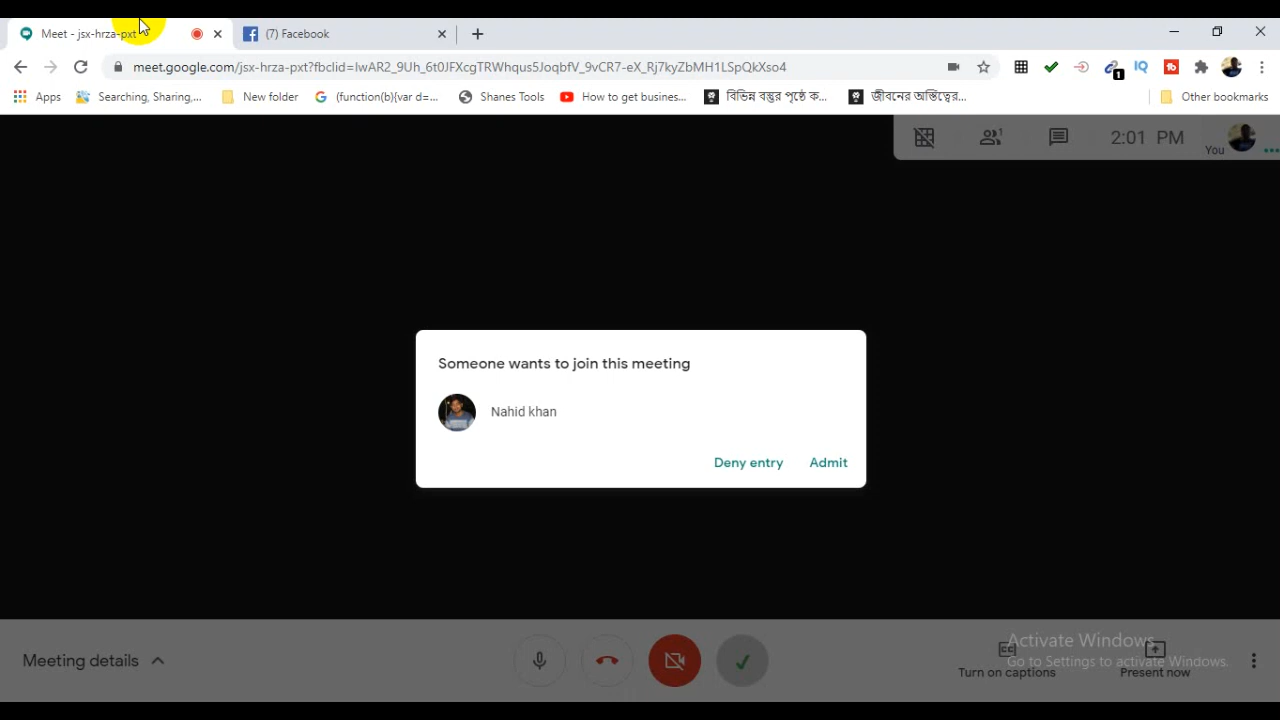 Meet - jsx-hrza-pxt
(7) Facebook
meet.google.com/jsx-hrza-pxt?fbclid=IwAR2_9Uh_6t0JFXcqTRWhqus5JoqbfV_9vCR7-eX_Rj7kyZbMH1LSpQkXso4
1
Apps
Searching, Sharing,...
New folder
(function(b){var d=...
Shanes Tools
How to get busines...
বিভিন্ন বস্তুর পৃষ্ঠে ক...
জীবনের অস্তিত্বের...
Other bookmarks
1
2:01 PM
You
Someone wants to join this meeting
Nahid khan
Deny entry
Admit
Meeting details
Turn on captions
Present now
Activate Windows
Go to Settings to activate Windows.